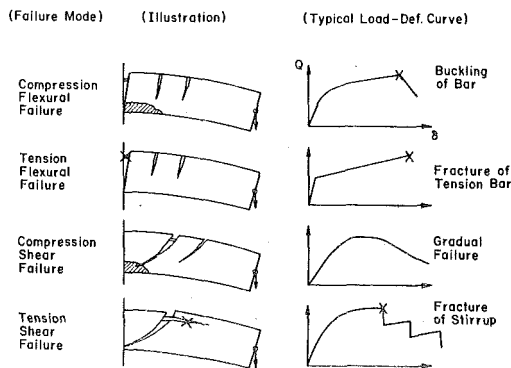 (Failure Mode) (Illustration) (Typical Load-Def. Curve)
Compression
Flexural
Failure
Q
δ
Buckling
of Bar
Tension
Flexural
Failure
Fracture of
Tension Bar
Compression
Shear
Failure
Gradual
Failure
Tension
Shear
Failure
Fracture
of Stirrup